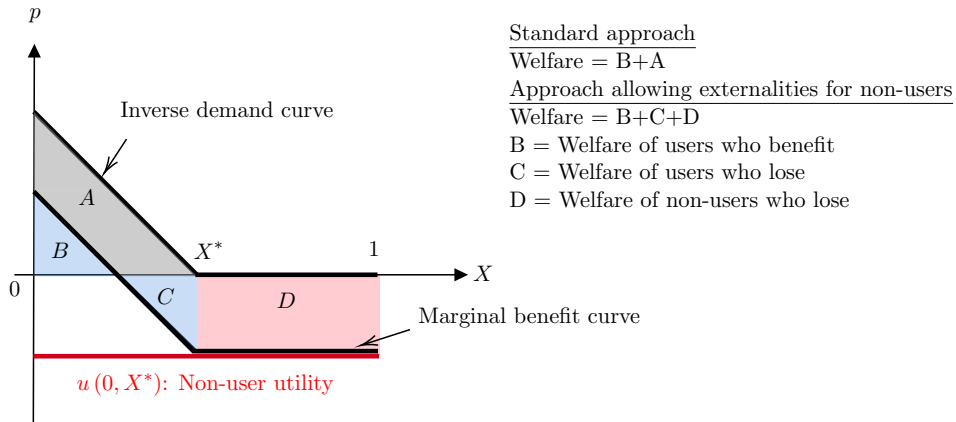 p
Standard approach
Welfare = B+A
Approach allowing externalities for non-users
Welfare = B+C+D
B = Welfare of users who benefit
C = Welfare of users who lose
D = Welfare of non-users who lose
Inverse demand curve
A
B
X*
1
X
0
C
D
Marginal benefit curve
u (0, X*): Non-user utility